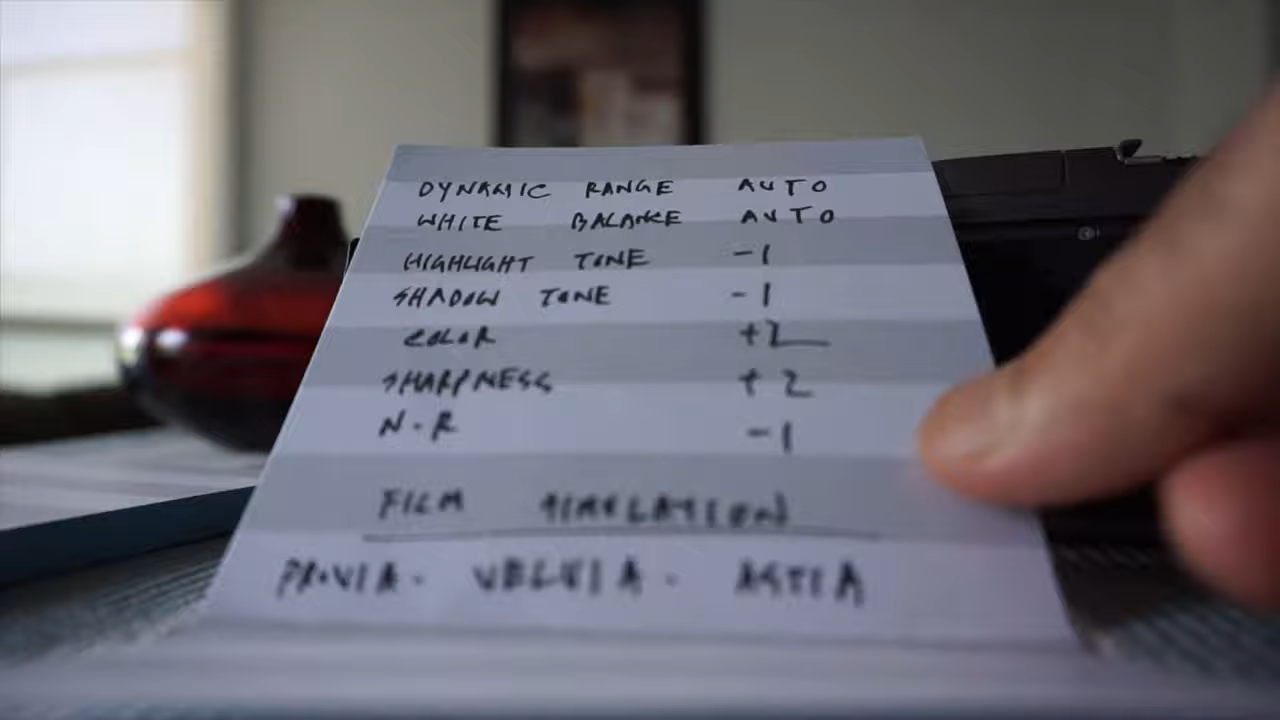 DYNAMIC RANGE AUTO
WHITE BALANCE AUTO
HIGHLIGHT TONE -1
SHADOW TONE -1
COLOR +2
SHARPNESS +2
N.R -1
FILM SIMULATION
PROVIA. VELVIA. ASTIA